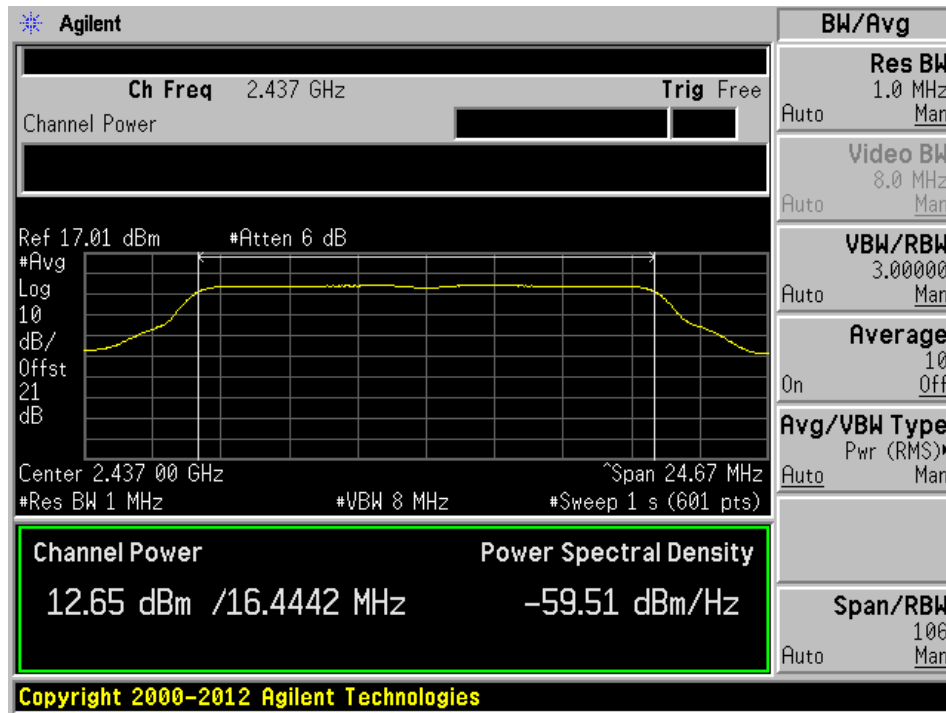 Agilent
BW/Avg
Ch Freq 2.437 GHz Trig Free
Channel Power
Ref 17.01 dBm #Atten 6 dB
#Avg
Log
10
dB/
Offst
21
dB
Center 2.437 00 GHz ^Span 24.67 MHz
#Res BW 1 MHz #VBW 8 MHz #Sweep 1 s (601 pts)
Channel Power Power Spectral Density
12.65 dBm /16.4442 MHz -59.51 dBm/Hz
Res BW
1.0 MHz
Auto Man
Video BW
8.0 MHz
Auto Man
VBW/RBW
3.00000
Auto Man
Average
10
On Off
Avg/VBW Type
Pwr (RMS)
Auto Man
Span/RBW
106
Auto Man
Copyright 2000-2012 Agilent Technologies